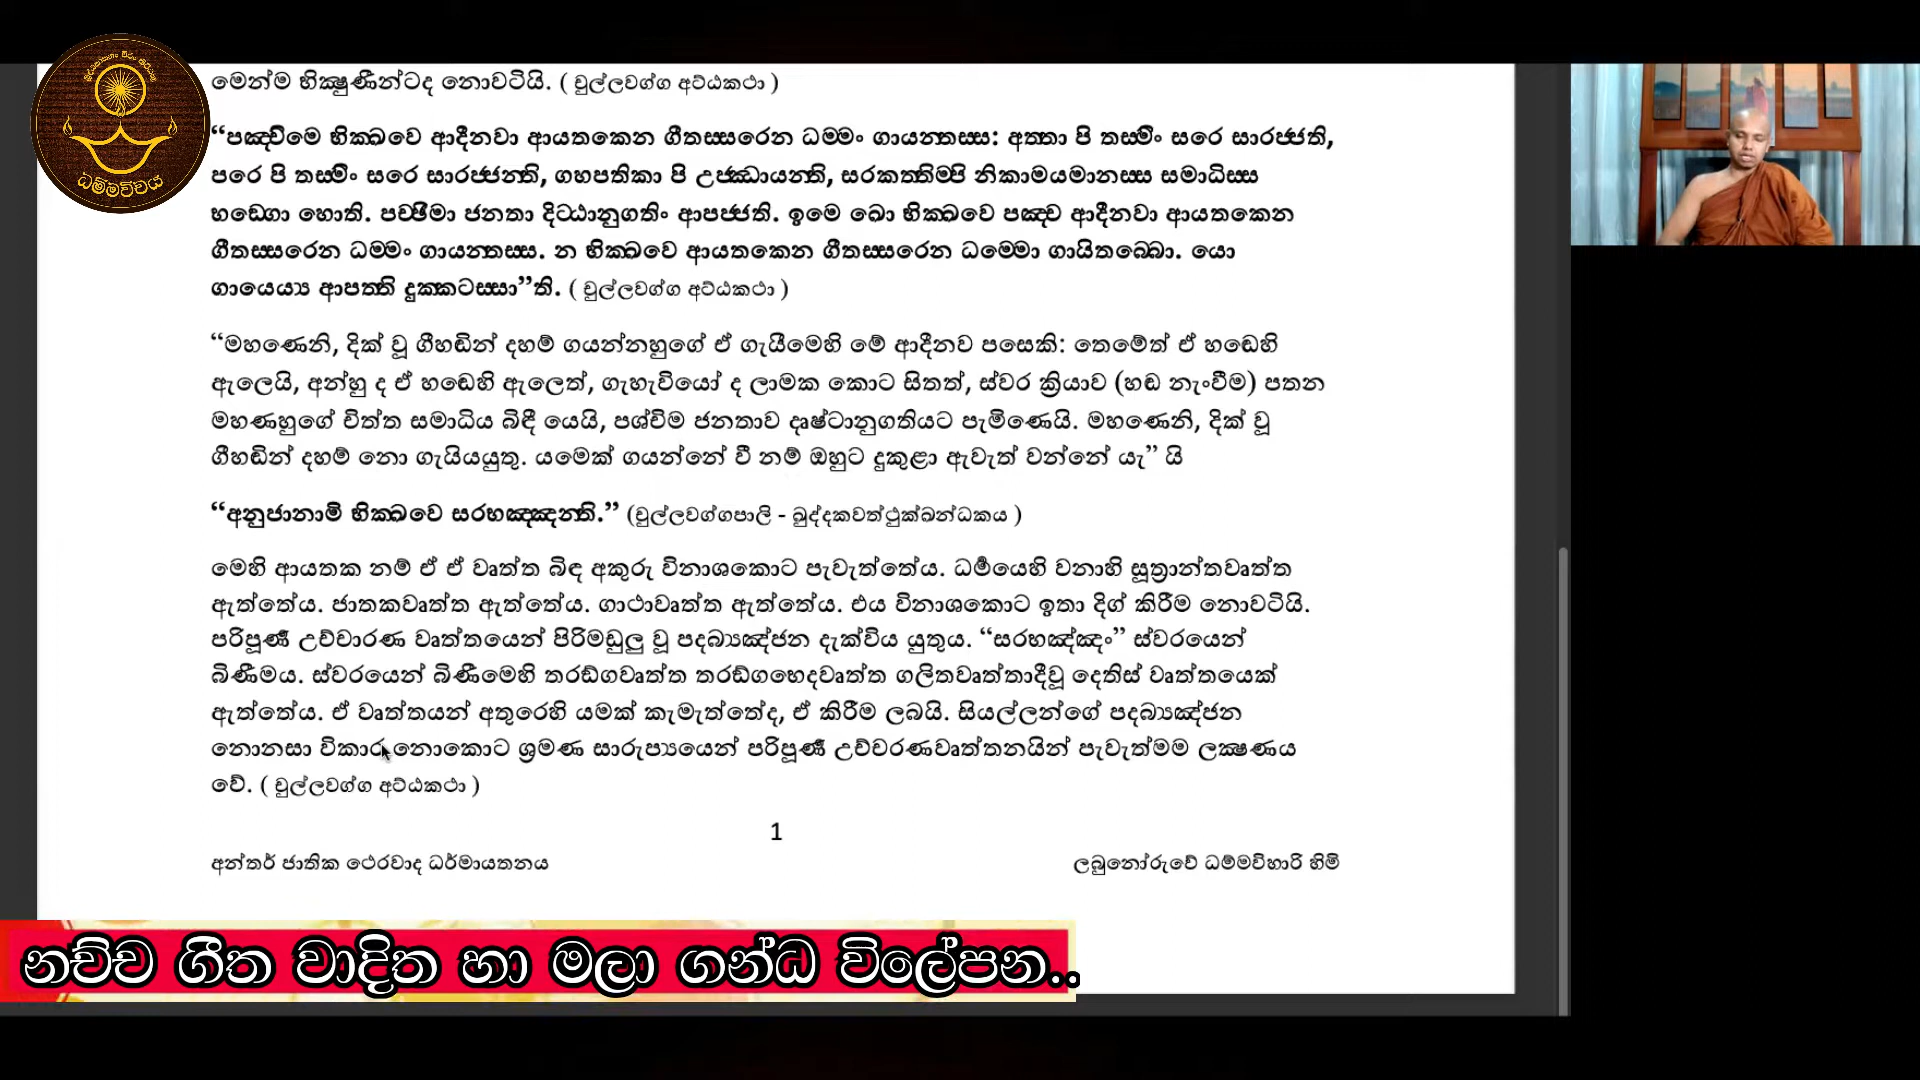 මෙන්ම භික්‍ෂුණීන්ටද නොවටියි. ( චුල්ලවග්ග අට්ඨකථා )
“පඤ්චිමෙ භික‍්ඛවෙ ආදීනවා ආයතකෙන ගීතස‍්සරෙන ධම‍්මං ගායන‍්තස‍්ස: අත‍්තා පි තස‍්මිං සරෙ සාරජ‍්ජති,
පරෙ පි තස‍්මිං සරෙ සාරජ‍්ජන‍්ති, ගහපතිකා පි උජ‍්ඣායන‍්ති, සරකත‍්තිම‍්පි නිකාමයමානස‍්ස සමාධිස‍්ස
භඞ‍්ගො හොති. පච‍්ඡිමා ජනතා දිට‍්ඨානුගතිං ආපජ‍්ජති. ඉමෙ ඛො භික‍්ඛවෙ පඤ‍්ච ආදීනවා ආයතකෙන
ගීතස‍්සරෙන ධම‍්මං ගායන‍්තස‍්ස. න භික‍්ඛවෙ ආයතකෙන ගීතස‍්සරෙන ධම‍්මො ගායිතබ‍්බො. යො
ගායෙය්‍ය ආපත‍්ති දුක‍්කටස‍්සා”ති. ( චුල්ලවග්ග අට්ඨකථා )
“මහණෙනි, දික් වූ ගීහඬින් දහම් ගයන්නහුගේ ඒ ගැයීමෙහි මේ ආදීනව පසෙකි: තෙමේත් ඒ හඬෙහි
ඇලෙයි, අන්හු ද ඒ හඬෙහි ඇලෙත්, ගැහැවියෝ ද ලාමක කොට සිතත්, ස්වර ක්‍රියාව (හඬ නැංවීම) පතන
මහණහුගේ චිත්ත සමාධිය බිඳී යෙයි, පශ්චිම ජනතාව දෘෂ්ටානුගතියට පැමිණෙයි. මහණෙනි, දික් වූ
ගීහඬින් දහම් නො ගැයියයුතු. යමෙක් ගයන්නේ වී නම් ඔහුට දුකුළා ඇවැත් වන්නේ යැ” යි
“අනුජානාමි භික‍්ඛවෙ සරභඤ‍්ඤන‍්ති.” (චුල්ලවග්ගපාලි - ඛුද්දකවත්ථුක්ඛන්ධකය )
මෙහි ආයතක නම් ඒ ඒ වෘත්ත බිඳ අකුරු විනාශකොට පැවැත්තේය. ධර්‍මයෙහි වනාහි සූත්‍රාන්තවෘත්ත
ඇත්තේය. ජාතකවෘත්ත ඇත්තේය. ගාථාවෘත්ත ඇත්තේය. එය විනාශකොට ඉතා දිග් කිරීම නොවටියි.
පරිපූර්‍ණ උච්චාරණ වෘත්තයෙන් පිරිමඩුලු වූ පදබ්‍යඤ්ජන දැක්විය යුතුය. “සරභඤ්ඤං” ස්වරයෙන්
බිණීමය. ස්වරයෙන් බිණීමෙහි තරඞ්ගවෘත්ත තරඞ්ගභෙදවෘත්ත ගලිතවෘත්තාදීවූ දෙතිස් වෘත්තයෙක්
ඇත්තේය. ඒ වෘත්තයන් අතුරෙහි යමක් කැමැත්තේද, ඒ කිරීම ලබයි. සියල්ලන්ගේ පදබ්‍යඤ්ජන
නොනසා විකාර නොකොට ශ්‍රමණ සාරුප්‍යයෙන් පරිපූර්‍ණ උච්චරණවෘත්තනයින් පැවැත්මම ලක්‍ෂණය
වේ. ( චුල්ලවග්ග අට්ඨකථා )
1
අන්තර් ජාතික ථෙරවාද ධර්මායතනය
ලබුනෝරුවේ ධම්මවිහාරි හිමි
නච්ච ගීත වාදිත හා මලා ගන්ධ විලේපන..
ධම්මවිචය